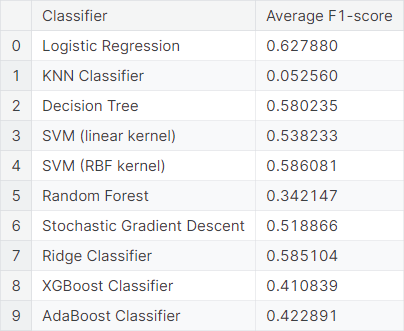 Classifier Average F1-score
0 Logistic Regression 0.627880
1 KNN Classifier 0.052560
2 Decision Tree 0.580235
3 SVM (linear kernel) 0.538233
4 SVM (RBF kernel) 0.586081
5 Random Forest 0.342147
6 Stochastic Gradient Descent 0.518866
7 Ridge Classifier 0.585104
8 XGBoost Classifier 0.410839
9 AdaBoost Classifier 0.422891